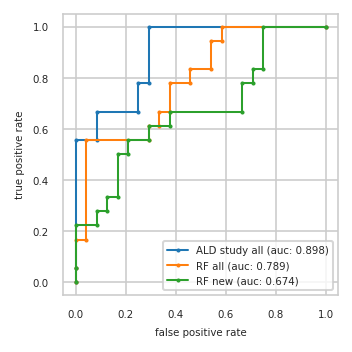 1.0
0.8
0.6
0.4
0.2
0.0
true positive rate
ALD study all (auc: 0.898)
RF all (auc: 0.789)
RF new (auc: 0.674)
0.0 0.2 0.4 0.6 0.8 1.0
false positive rate